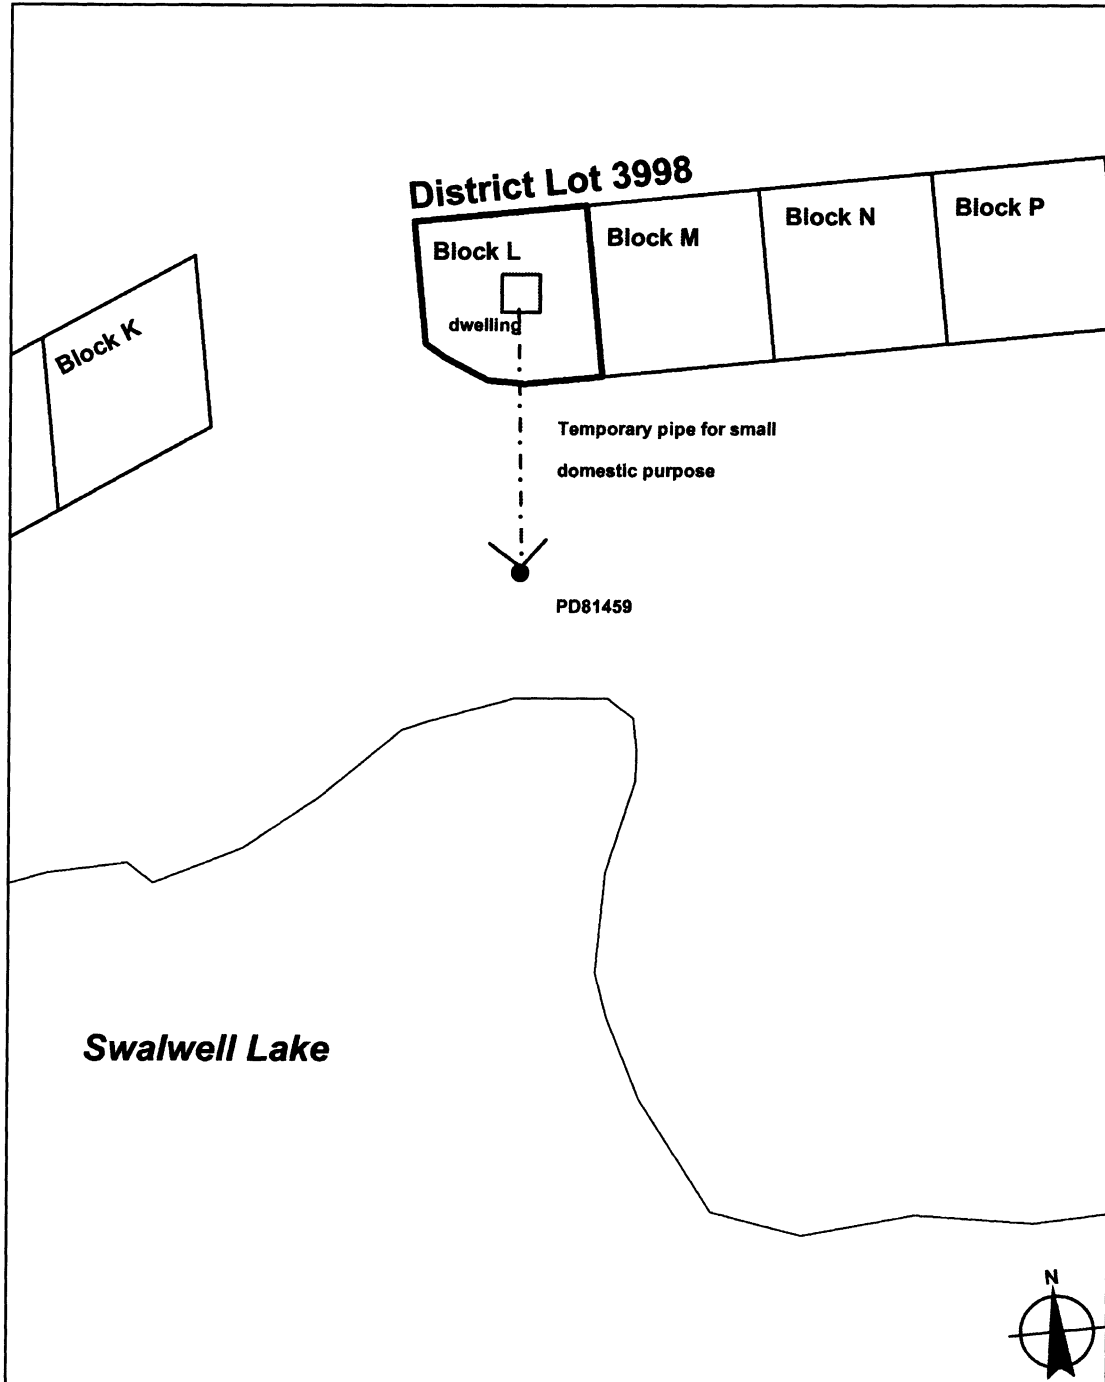 District Lot 3998
Block L
Block M
Block N
Block P
Block K
dwelling
Temporary pipe for small
domestic purpose
PD81459
Swalwell Lake
N